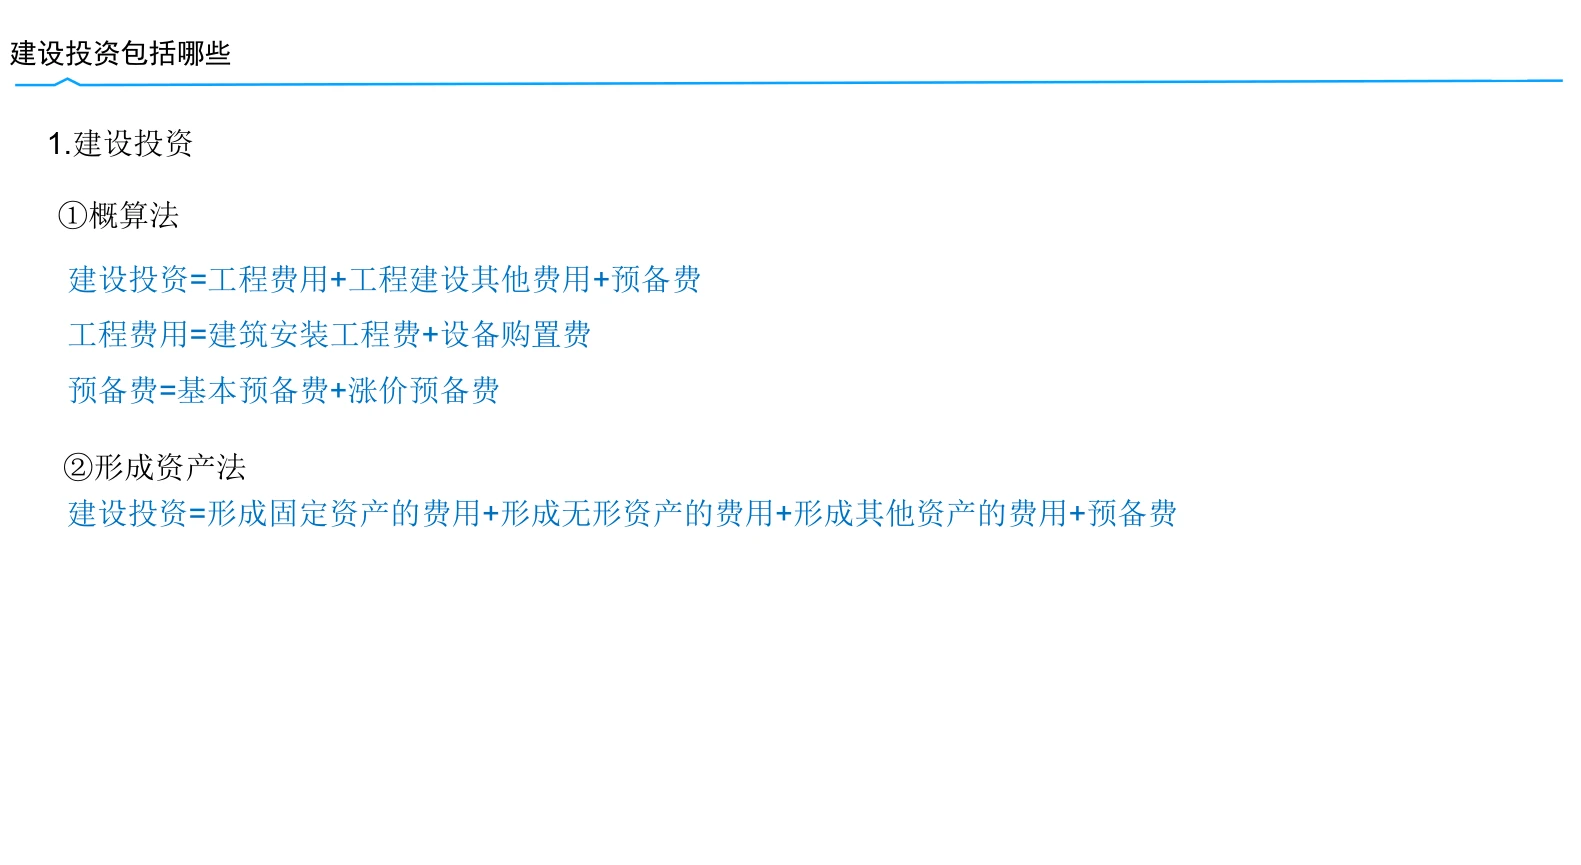 建设投资包括哪些
1.建设投资
①概算法
建设投资=工程费用+工程建设其他费用+预备费
工程费用=建筑安装工程费+设备购置费
预备费=基本预备费+涨价预备费
②形成资产法
建设投资=形成固定资产的费用+形成无形资产的费用+形成其他资产的费用+预备费